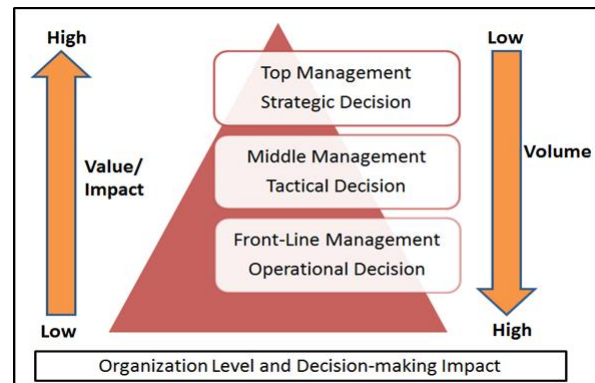 High
Low
Top Management
Strategic Decision
Value/
Impact
Middle Management
Tactical Decision
Volume
Front-Line Management
Operational Decision
Low
High
Organization Level and Decision-making Impact